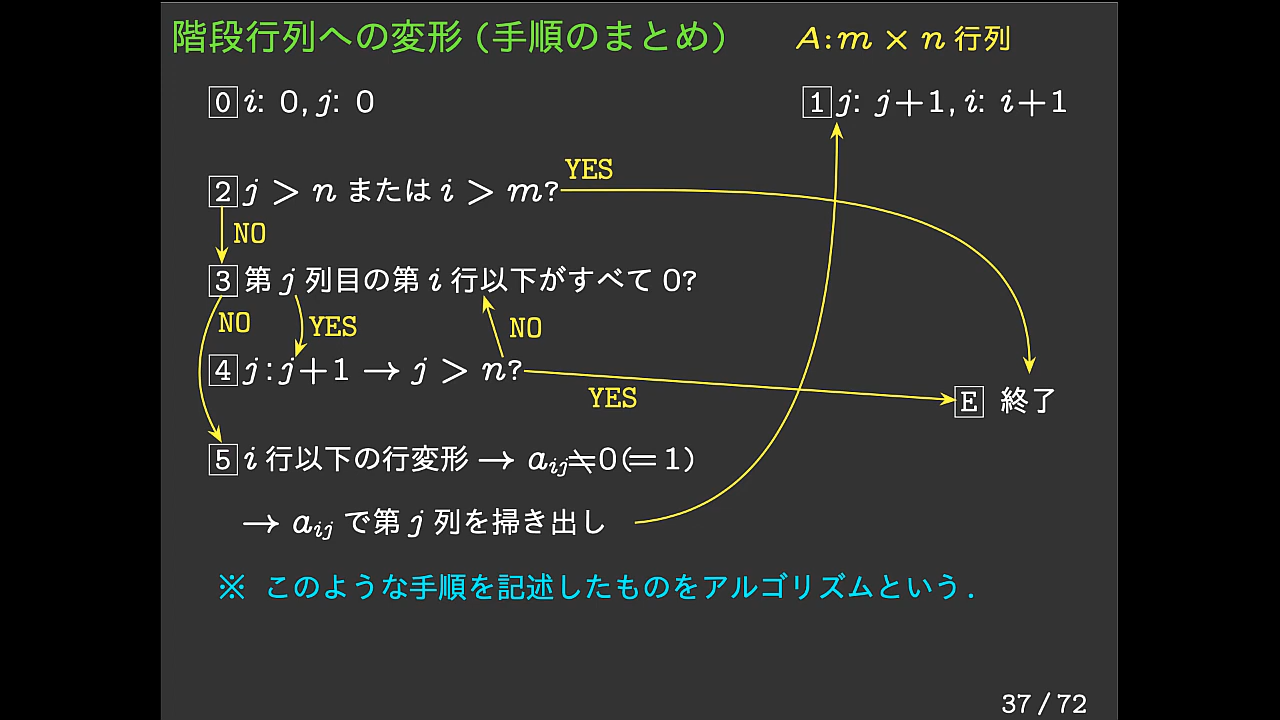 階段行列への変形 (手順のまとめ) A:m × n 行列
0 i: 0, j: 0
1 j: j+1, i: i+1
2 j > n または i > m?
YES
NO
3 第 j 列目の第 i 行以下がすべて 0?
NO
YES
NO
4 j:j+1 → j > n?
YES
E 終了
5 i 行以下の行変形 → aij≠0(= 1)
→ aij で第 j 列を掃き出し
※ このような手順を記述したものをアルゴリズムという.
37 / 72